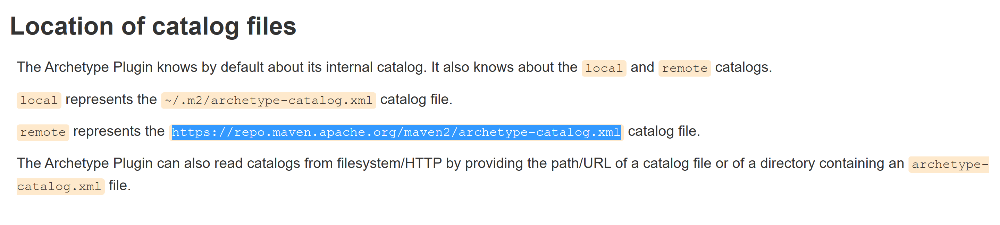 Location of catalog files
The Archetype Plugin knows by default about its internal catalog. It also knows about the local and remote catalogs.
local represents the ~/.m2/archetype-catalog.xml catalog file.
remote represents the https://repo.maven.apache.org/maven2/archetype-catalog.xml catalog file.
The Archetype Plugin can also read catalogs from filesystem/HTTP by providing the path/URL of a catalog file or of a directory containing an archetype-
catalog.xml file.